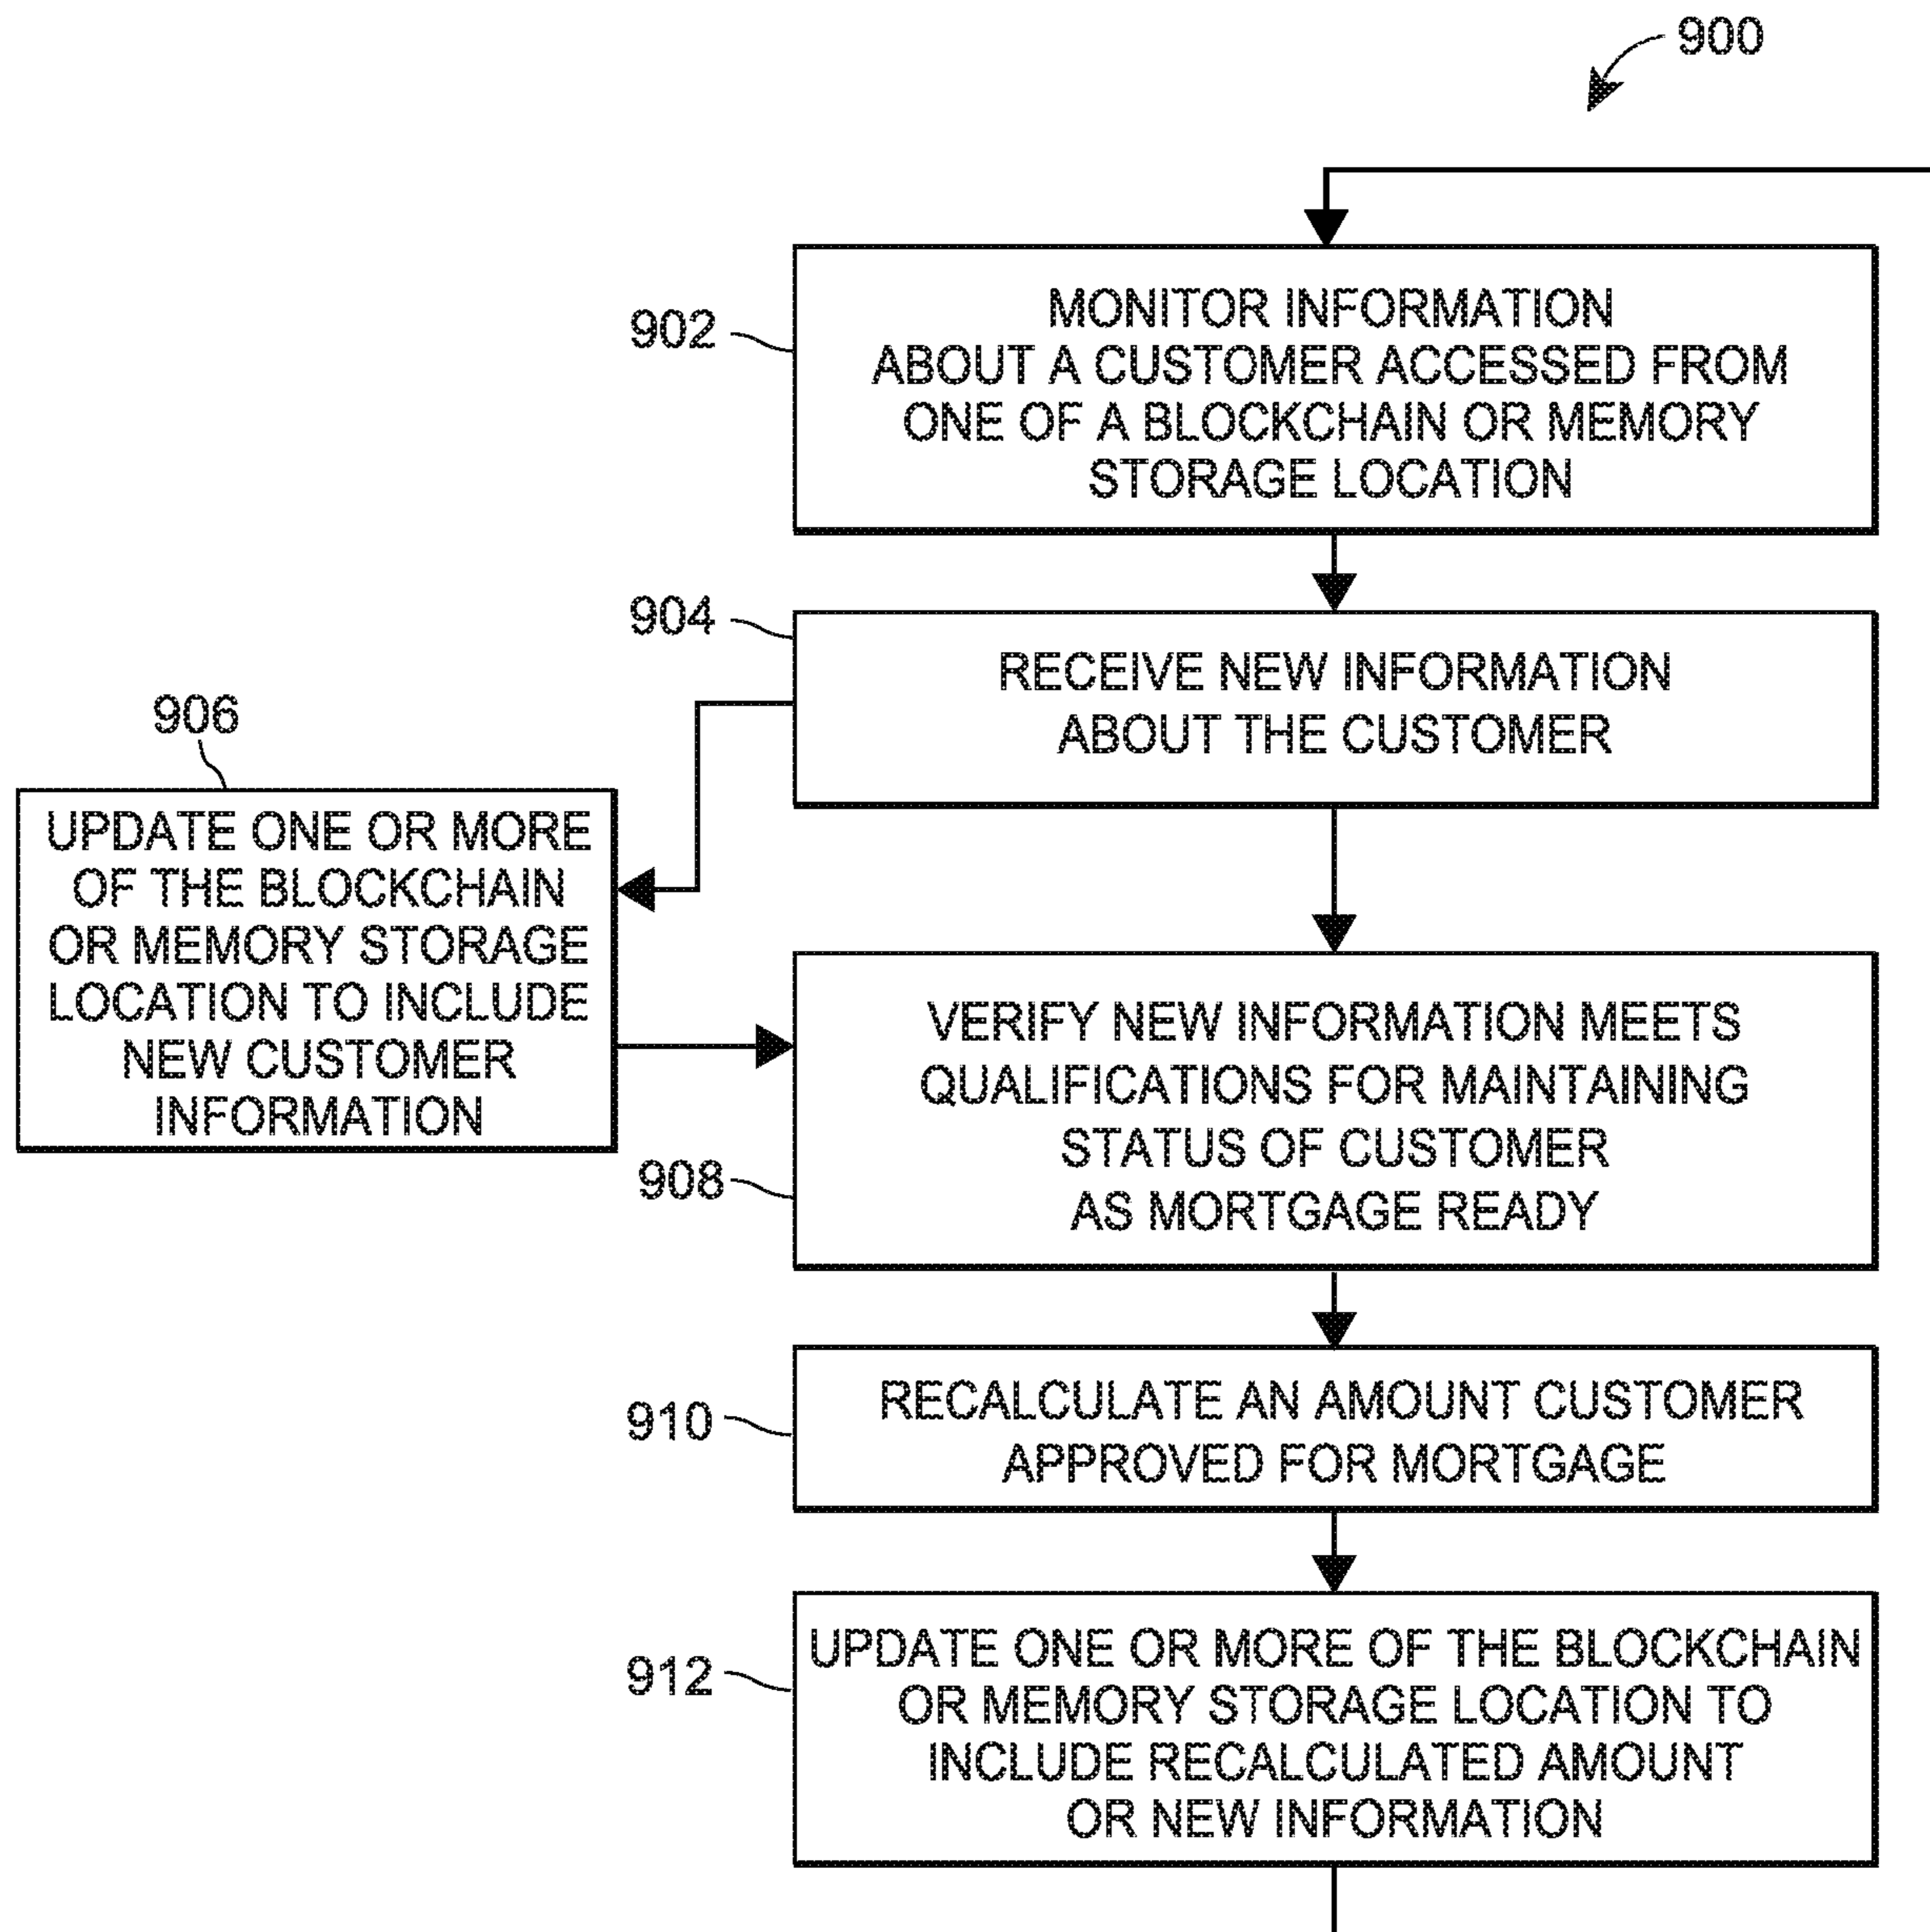 900
902
MONITOR INFORMATION
ABOUT A CUSTOMER ACCESSED FROM
ONE OF A BLOCKCHAIN OR MEMORY
STORAGE LOCATION
904
RECEIVE NEW INFORMATION
ABOUT THE CUSTOMER
906
UPDATE ONE OR MORE
OF THE BLOCKCHAIN
OR MEMORY STORAGE
LOCATION TO INCLUDE
NEW CUSTOMER
INFORMATION
908
VERIFY NEW INFORMATION MEETS
QUALIFICATIONS FOR MAINTAINING
STATUS OF CUSTOMER
AS MORTGAGE READY
910
RECALCULATE AN AMOUNT CUSTOMER
APPROVED FOR MORTGAGE
912
UPDATE ONE OR MORE OF THE BLOCKCHAIN
OR MEMORY STORAGE LOCATION TO
INCLUDE RECALCULATED AMOUNT
OR NEW INFORMATION